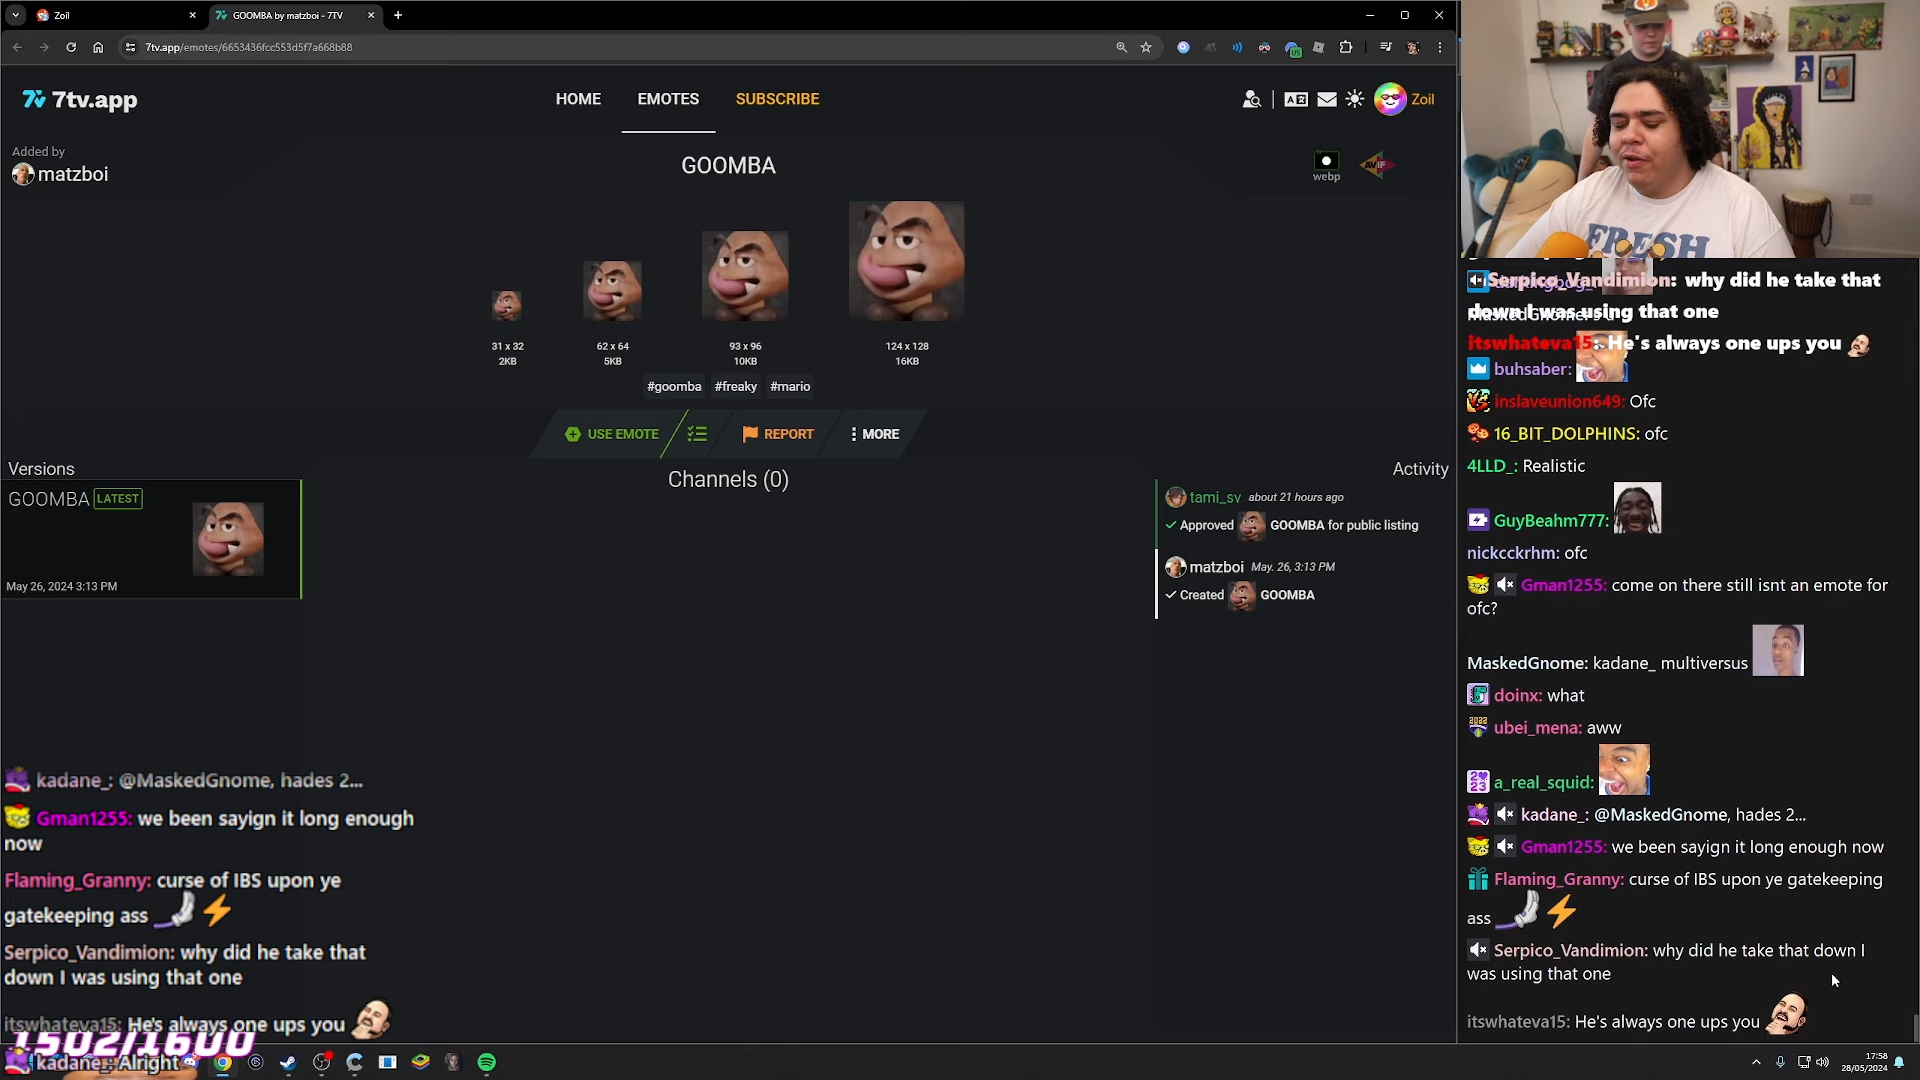 Zoil
GOOMBA by matzboi - 7TV
7tv.app/emotes/6653436fcc553d5f7a668b88
7tv.app
HOME
EMOTES
SUBSCRIBE
Zoil
Added by
matzboi
GOOMBA
webp
AVIF
31 x 32
2KB
62 x 64
5KB
93 x 96
10KB
124 x 128
16KB
#goomba
#freaky
#mario
USE EMOTE
REPORT
MORE
Versions
Channels (0)
Activity
GOOMBA LATEST
May 26, 2024 3:13 PM
tami_sv about 21 hours ago
Approved GOOMBA for public listing
matzboi May. 26, 3:13 PM
Created GOOMBA
kadane_: @MaskedGnome, hades 2...
Gman1255: we been sayign it long enough
now
Flaming_Granny: curse of IBS upon ye
gatekeeping ass
Serpico_Vandimion: why did he take that
down I was using that one
itswhateva15: He's always one ups you
1502/1600
kadane_: Alright
FRESH
Serpico_Vandimion: why did he take that
down I was using that one
itswhateva15: He's always one ups you
buhsaber:
inslaveunion649: Ofc
16_BIT_DOLPHINS: ofc
4LLD_: Realistic
GuyBeahm777:
nickcckrhm: ofc
Gman1255: come on there still isnt an emote for
ofc?
MaskedGnome: kadane_ multiversus
doinx: what
ubei_mena: aww
a_real_squid:
kadane_: @MaskedGnome, hades 2...
Gman1255: we been sayign it long enough now
Flaming_Granny: curse of IBS upon ye gatekeeping
ass
Serpico_Vandimion: why did he take that down I
was using that one
itswhateva15: He's always one ups you
17:58
28/05/2024